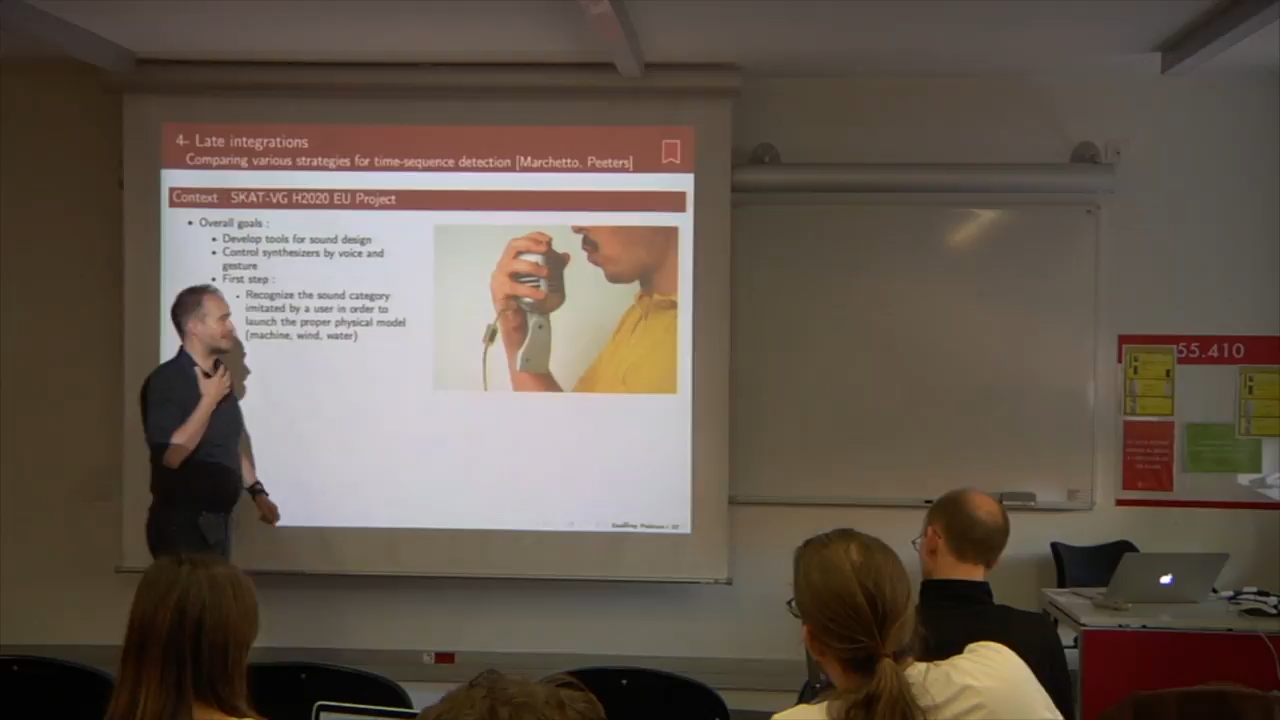 4- Late integrations
Comparing various strategies for time-sequence detection [Marchetto, Peeters]
Context SKAT-VG H2020 EU Project
• Overall goals :
• Develop tools for sound design
• Control synthesizers by voice and
gesture
• First step :
• Recognize the sound category
imitated by a user in order to
launch the proper physical model
(machine, wind, water)
55.410